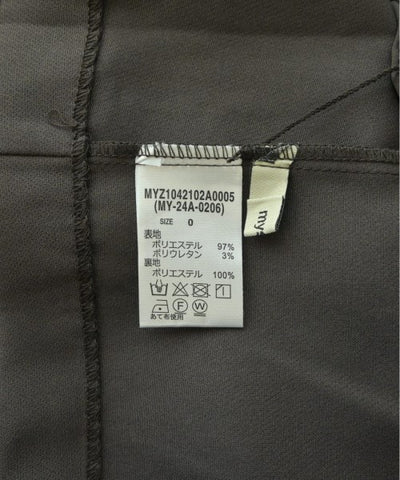 MYZ1042102A0005
(MY-24A-0206)
SIZE 0
表地
ポリエステル 97%
ポリウレタン 3%
裏地
ポリエステル 100%
F W
あて布使用
my